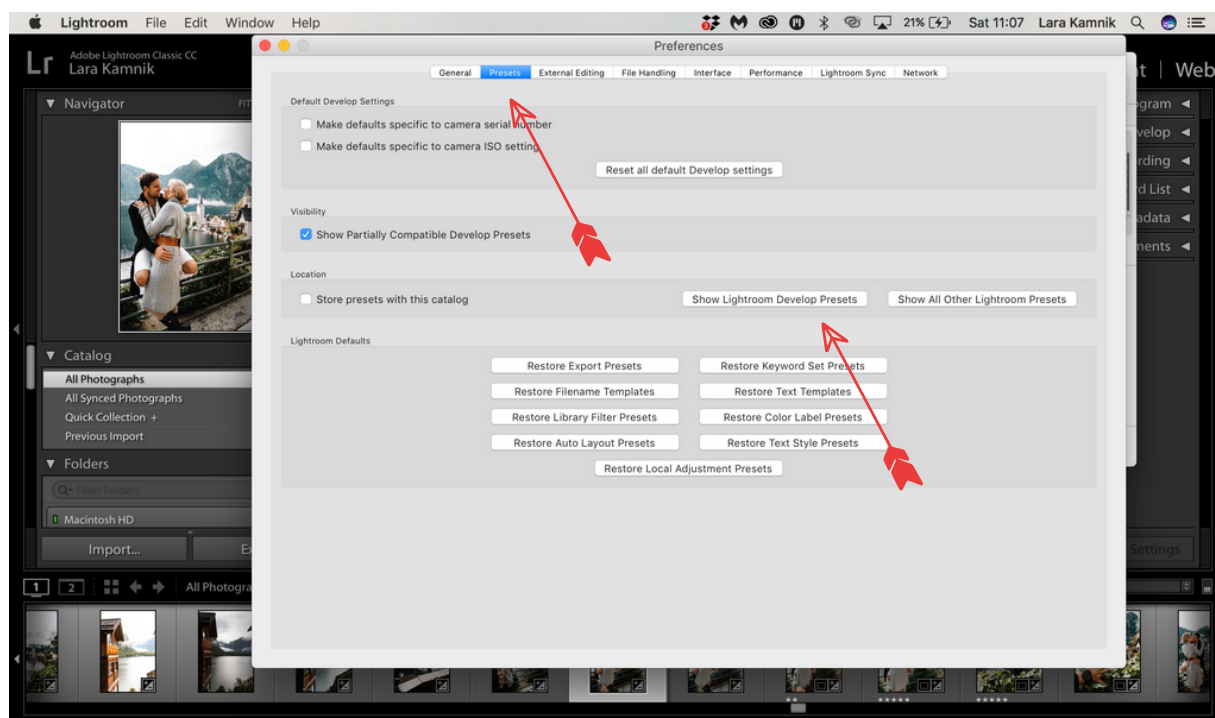 Lightroom File Edit Window Help 21% Sat 11:07 Lara Kamnik
Lr Adobe Lightroom Classic CC
Lara Kamnik
Preferences
General Presets External Editing File Handling Interface Performance Lightroom Sync Network
Web
Navigator
Default Develop Settings
Make defaults specific to camera serial number
Make defaults specific to camera ISO setting
Reset all default Develop settings
Visibility
Show Partially Compatible Develop Presets
Location
Store presets with this catalog
Show Lightroom Develop Presets
Show All Other Lightroom Presets
Lightroom Defaults
Restore Export Presets
Restore Keyword Set Presets
Restore Filename Templates
Restore Text Templates
Restore Library Filter Presets
Restore Color Label Presets
Restore Auto Layout Presets
Restore Text Style Presets
Restore Local Adjustment Presets
Catalog
All Photographs
All Synced Photographs
Quick Collection +
Previous Import
Folders
Filter Folders
Macintosh HD
Import...
Settings
1 2 All Photogra